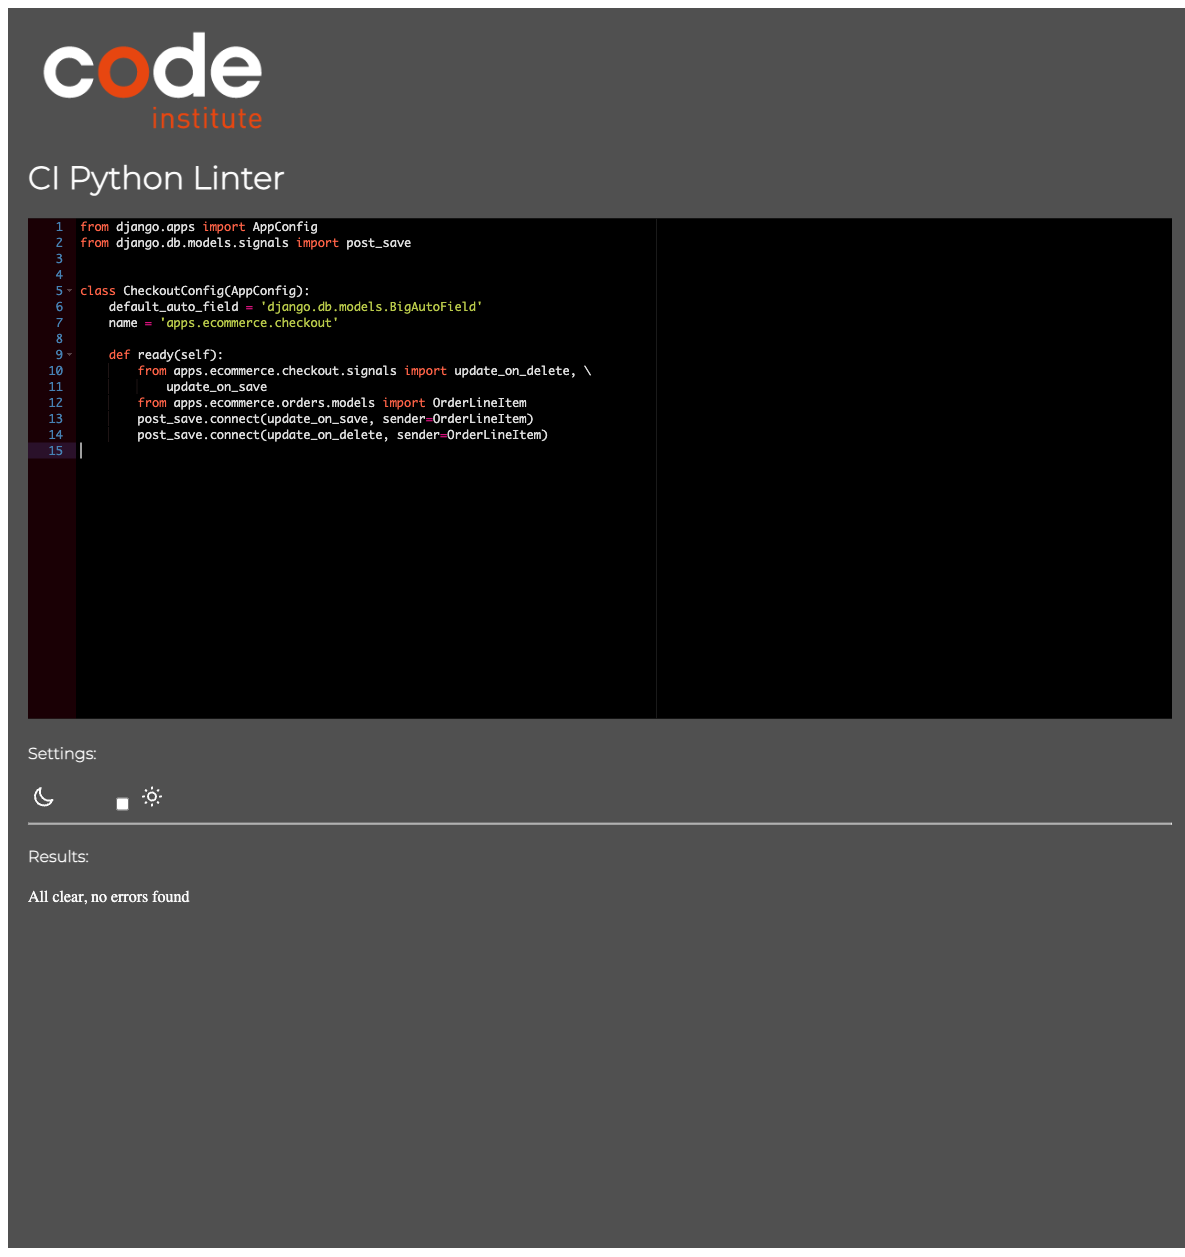 code
institute
CI Python Linter
1 from django.apps import AppConfig
2 from django.db.models.signals import post_save
3
4
5 class CheckoutConfig(AppConfig):
6     default_auto_field = 'django.db.models.BigAutoField'
7     name = 'apps.ecommerce.checkout'
8
9     def ready(self):
10         from apps.ecommerce.checkout.signals import update_on_delete, \
11             update_on_save
12         from apps.ecommerce.orders.models import OrderLineItem
13         post_save.connect(update_on_save, sender=OrderLineItem)
14         post_save.connect(update_on_delete, sender=OrderLineItem)
15
Settings:
Results:
All clear, no errors found